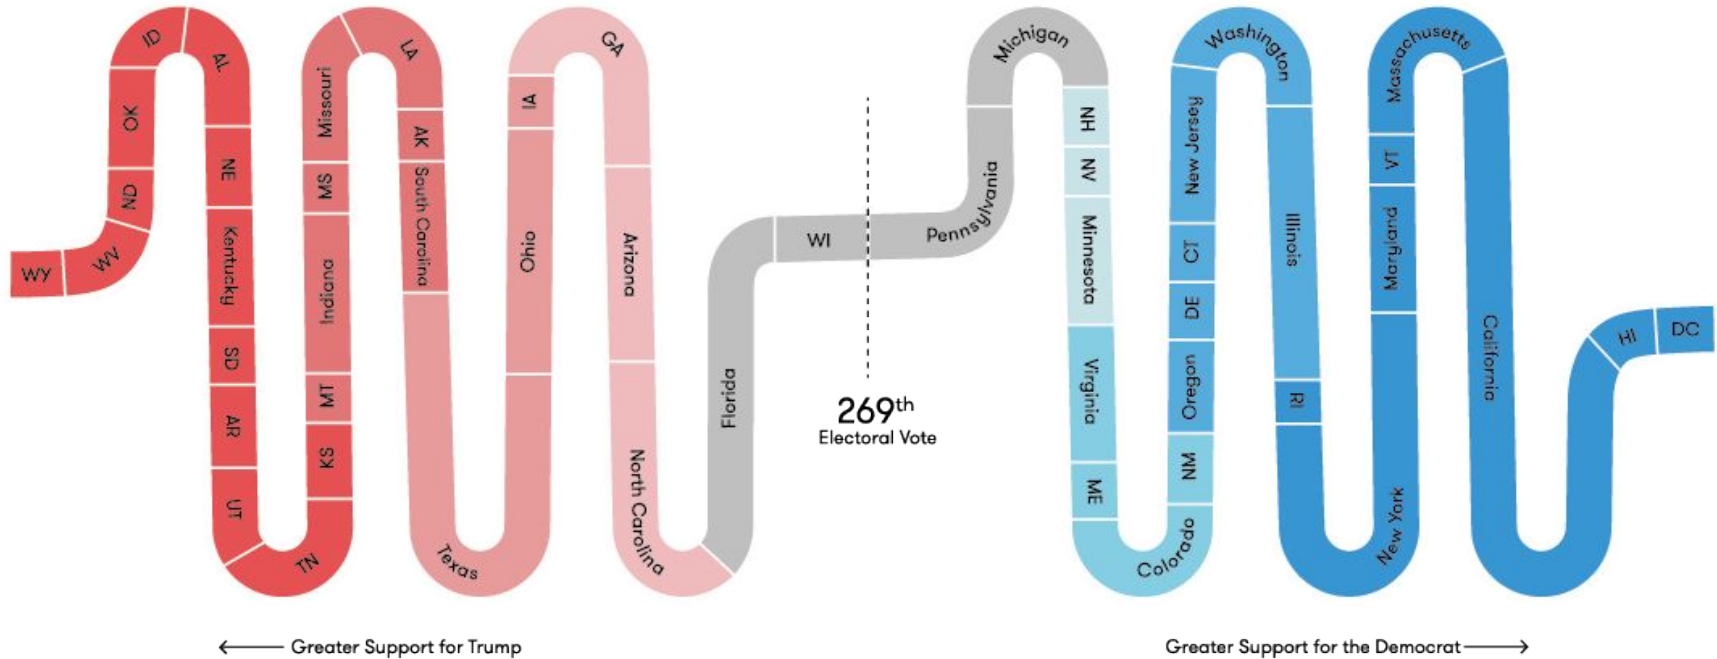 WY
WV
ND
OK
ID
AL
NE
Kentucky
SD
AR
UT
TN
KS
MT
Indiana
MS
Missouri
LA
AK
South Carolina
Texas
Ohio
IA
GA
Arizona
North Carolina
Florida
WI
269th
Electoral Vote
Pennsylvania
Michigan
NH
NV
Minnesota
Virginia
ME
Colorado
NM
Oregon
DE
CT
New Jersey
Washington
Illinois
RI
New York
Maryland
VT
Massachusetts
California
HI
DC
Greater Support for Trump
Greater Support for the Democrat